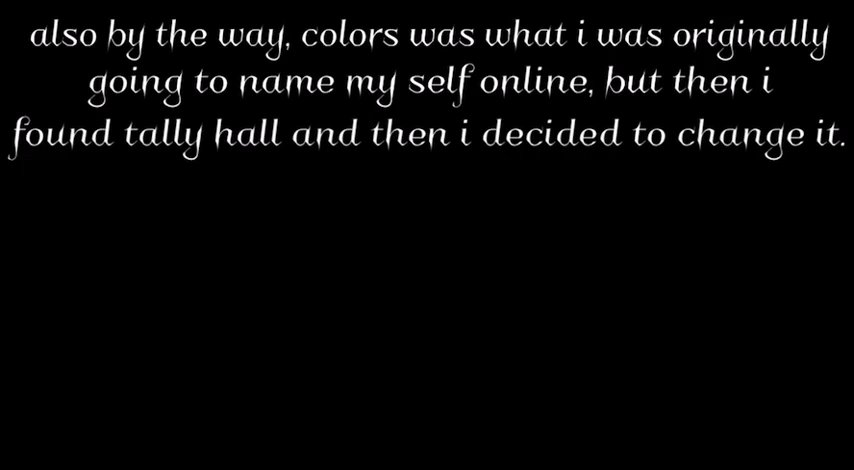 also by the way, colors was what i was originally
going to name my self online, but then i
found tally hall and then i decided to change it.